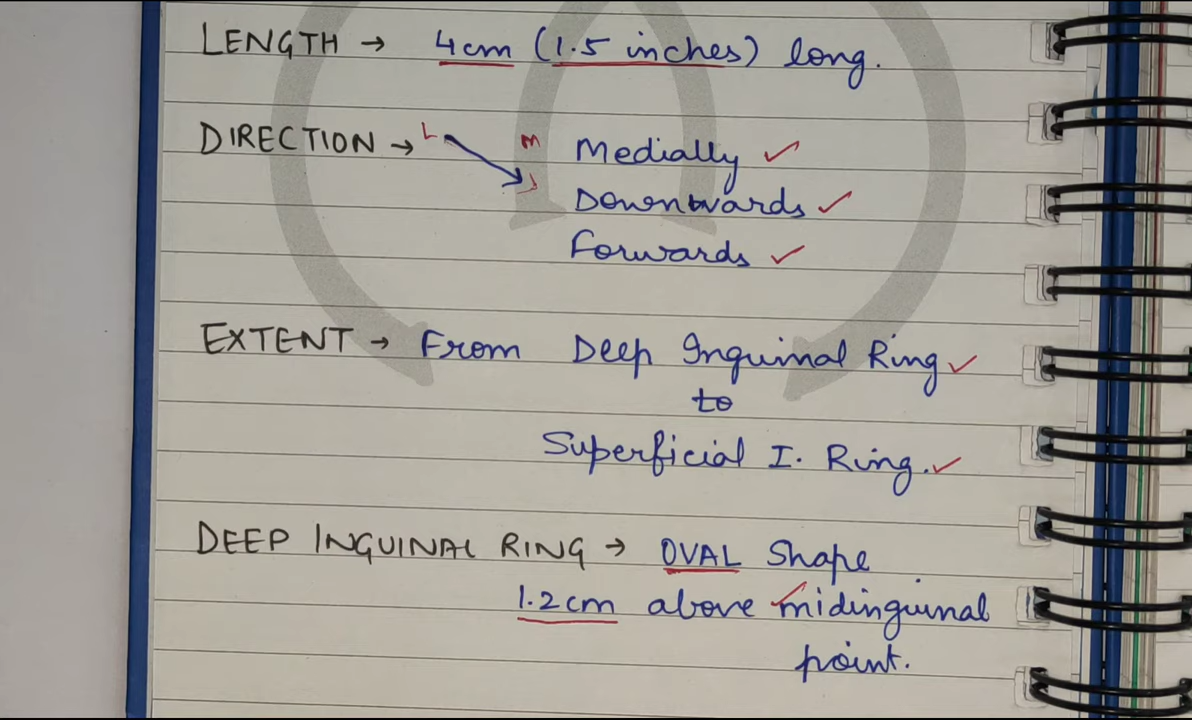 LENGTH → 4cm (1.5 inches) long.
DIRECTION → L M Medially ✓
Downwards ✓
Forwards ✓
EXTENT → From Deep Inguinal Ring ✓
to
Superficial I. Ring. ✓
DEEP INGUINAL RING → OVAL Shape
1.2cm above midinguinal
point.